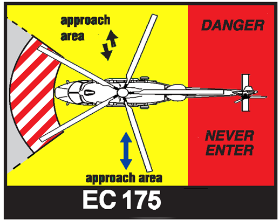 approach
area
DANGER
NEVER
ENTER
approach area
EC 175